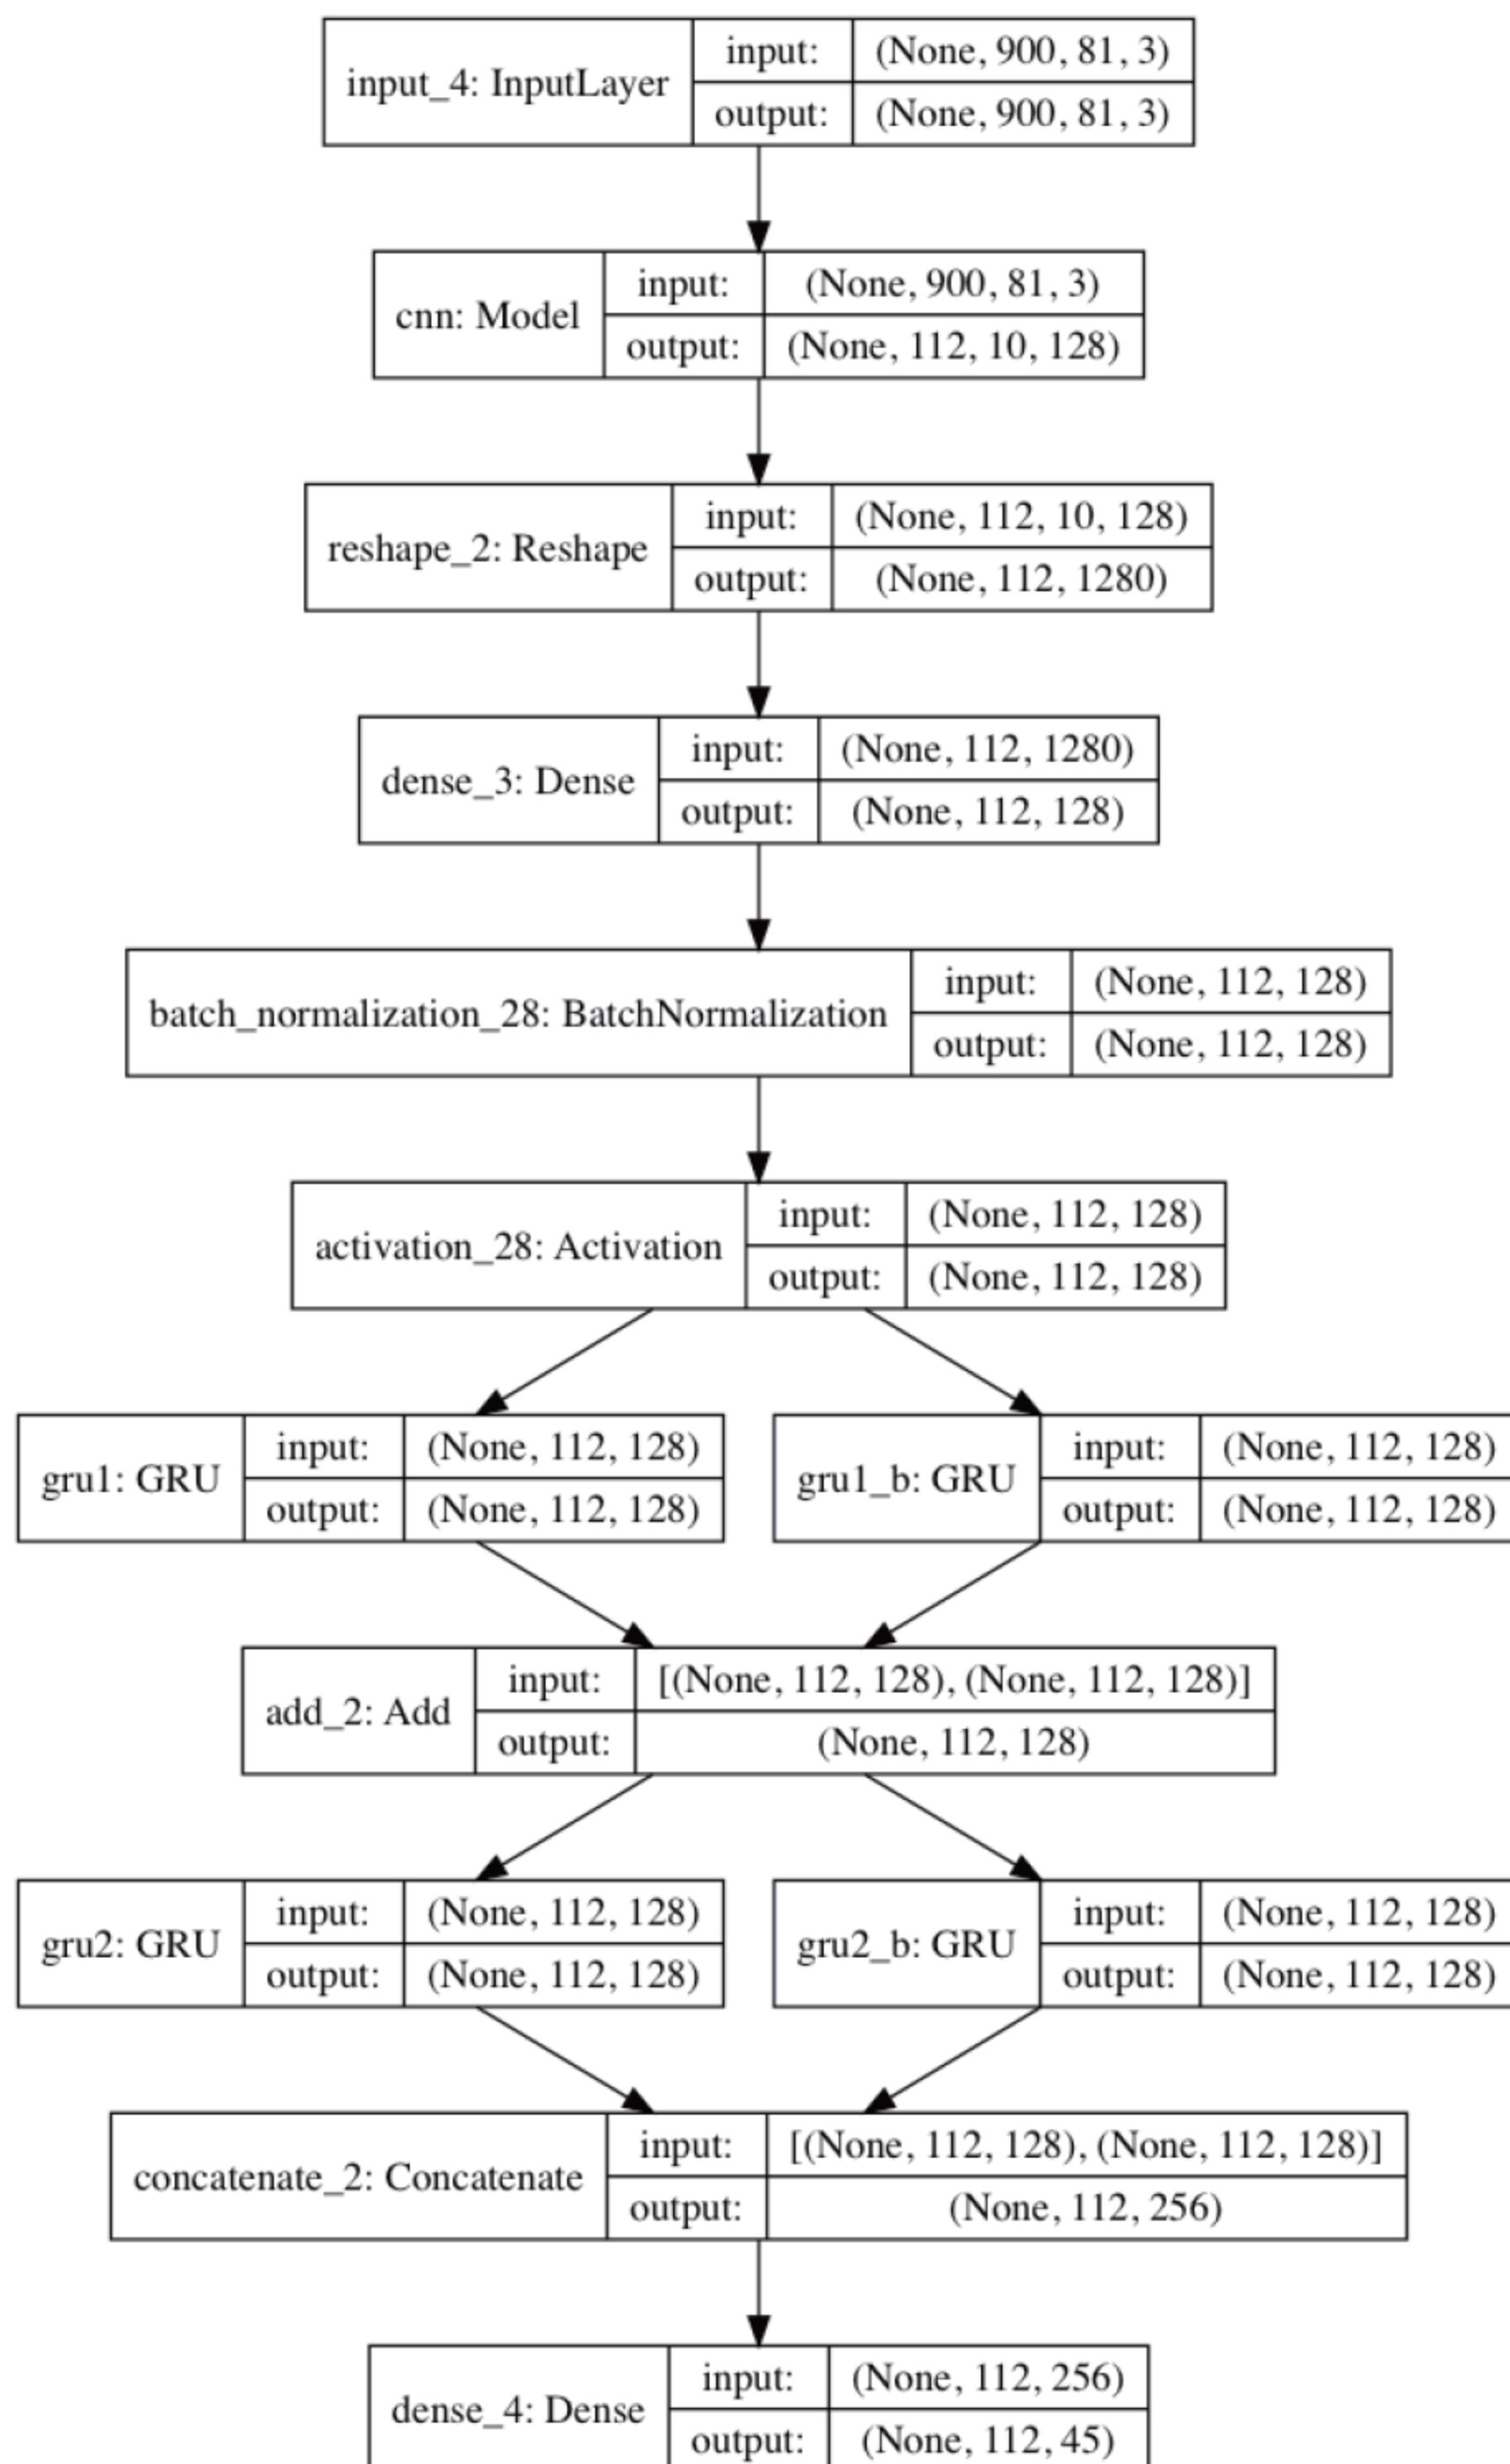 input_4: InputLayer
input: (None, 900, 81, 3)
output: (None, 900, 81, 3)
cnn: Model
input: (None, 900, 81, 3)
output: (None, 112, 10, 128)
reshape_2: Reshape
input: (None, 112, 10, 128)
output: (None, 112, 1280)
dense_3: Dense
input: (None, 112, 1280)
output: (None, 112, 128)
batch_normalization_28: BatchNormalization
input: (None, 112, 128)
output: (None, 112, 128)
activation_28: Activation
input: (None, 112, 128)
output: (None, 112, 128)
gru1: GRU
input: (None, 112, 128)
output: (None, 112, 128)
gru1_b: GRU
input: (None, 112, 128)
output: (None, 112, 128)
add_2: Add
input: [(None, 112, 128), (None, 112, 128)]
output: (None, 112, 128)
gru2: GRU
input: (None, 112, 128)
output: (None, 112, 128)
gru2_b: GRU
input: (None, 112, 128)
output: (None, 112, 128)
concatenate_2: Concatenate
input: [(None, 112, 128), (None, 112, 128)]
output: (None, 112, 256)
dense_4: Dense
input: (None, 112, 256)
output: (None, 112, 45)